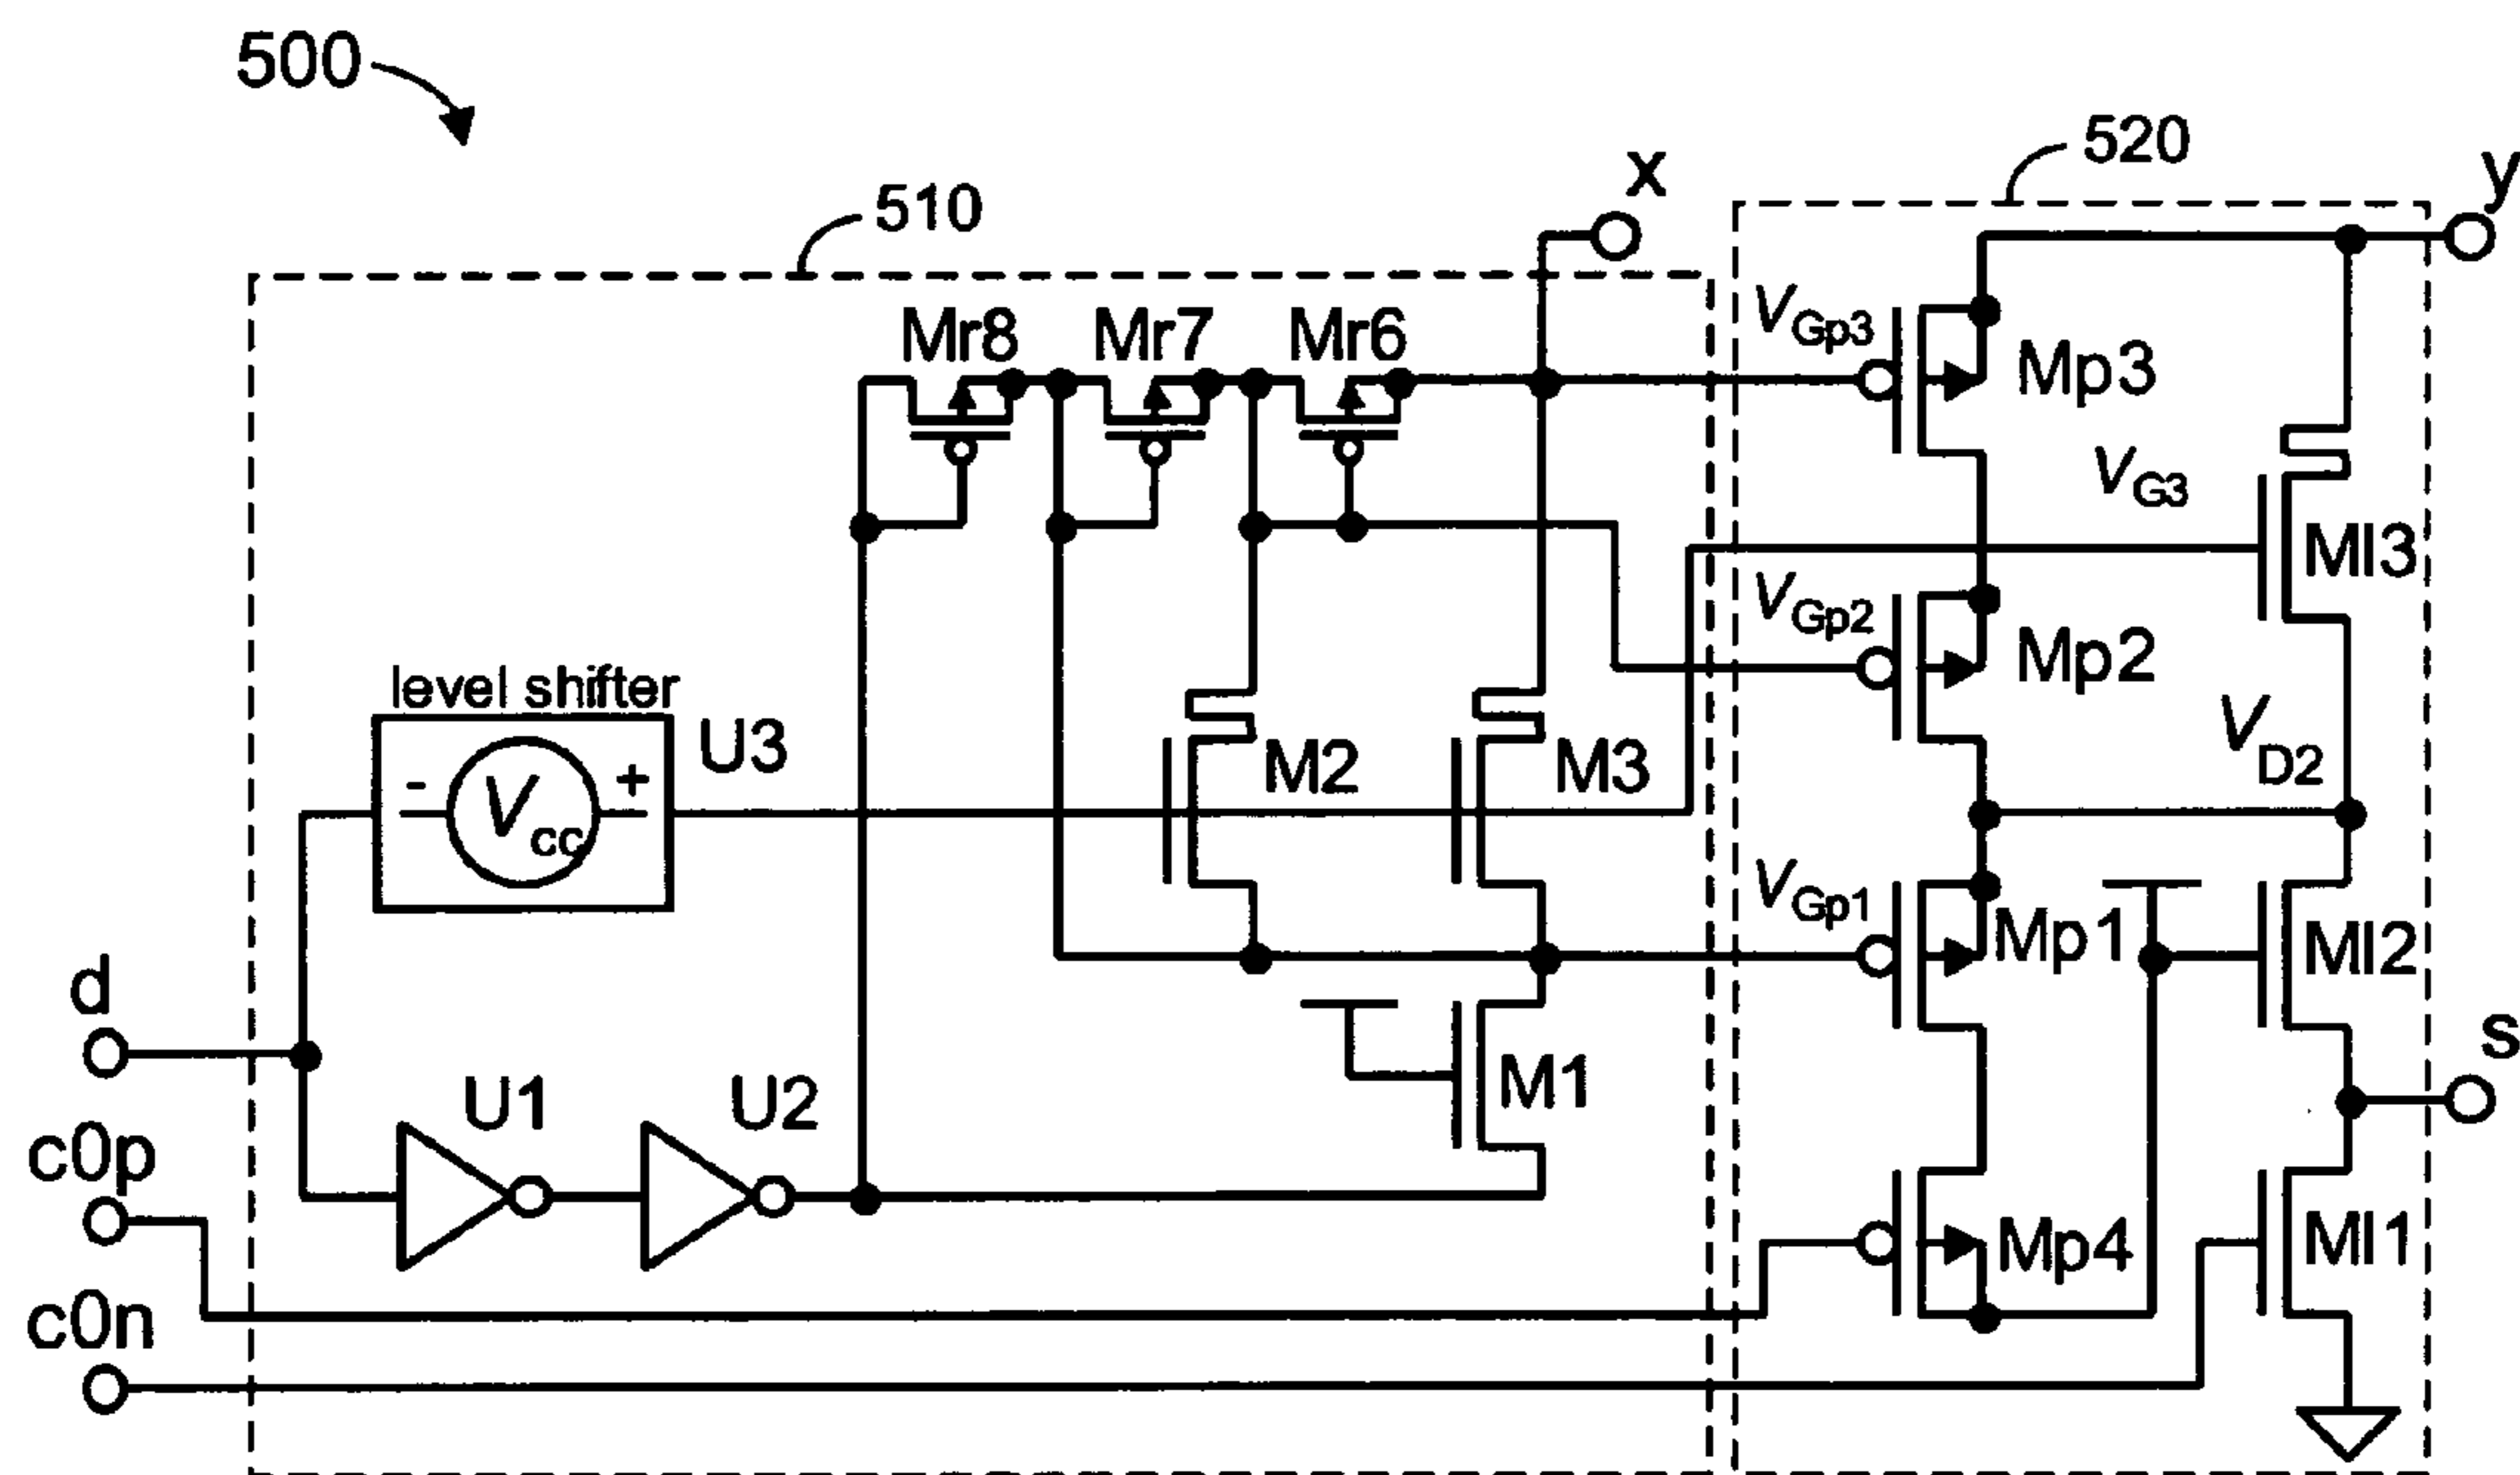 500
520
x
y
510
Mr8
Mr7
Mr6
VGp3
Mp3
VG3
Ml3
VGp2
Mp2
level shifter
U3
M2
M3
VD2
- Vcc +
VGp1
Mp1
Ml2
d
s
U1
U2
M1
c0p
Mp4
Ml1
c0n